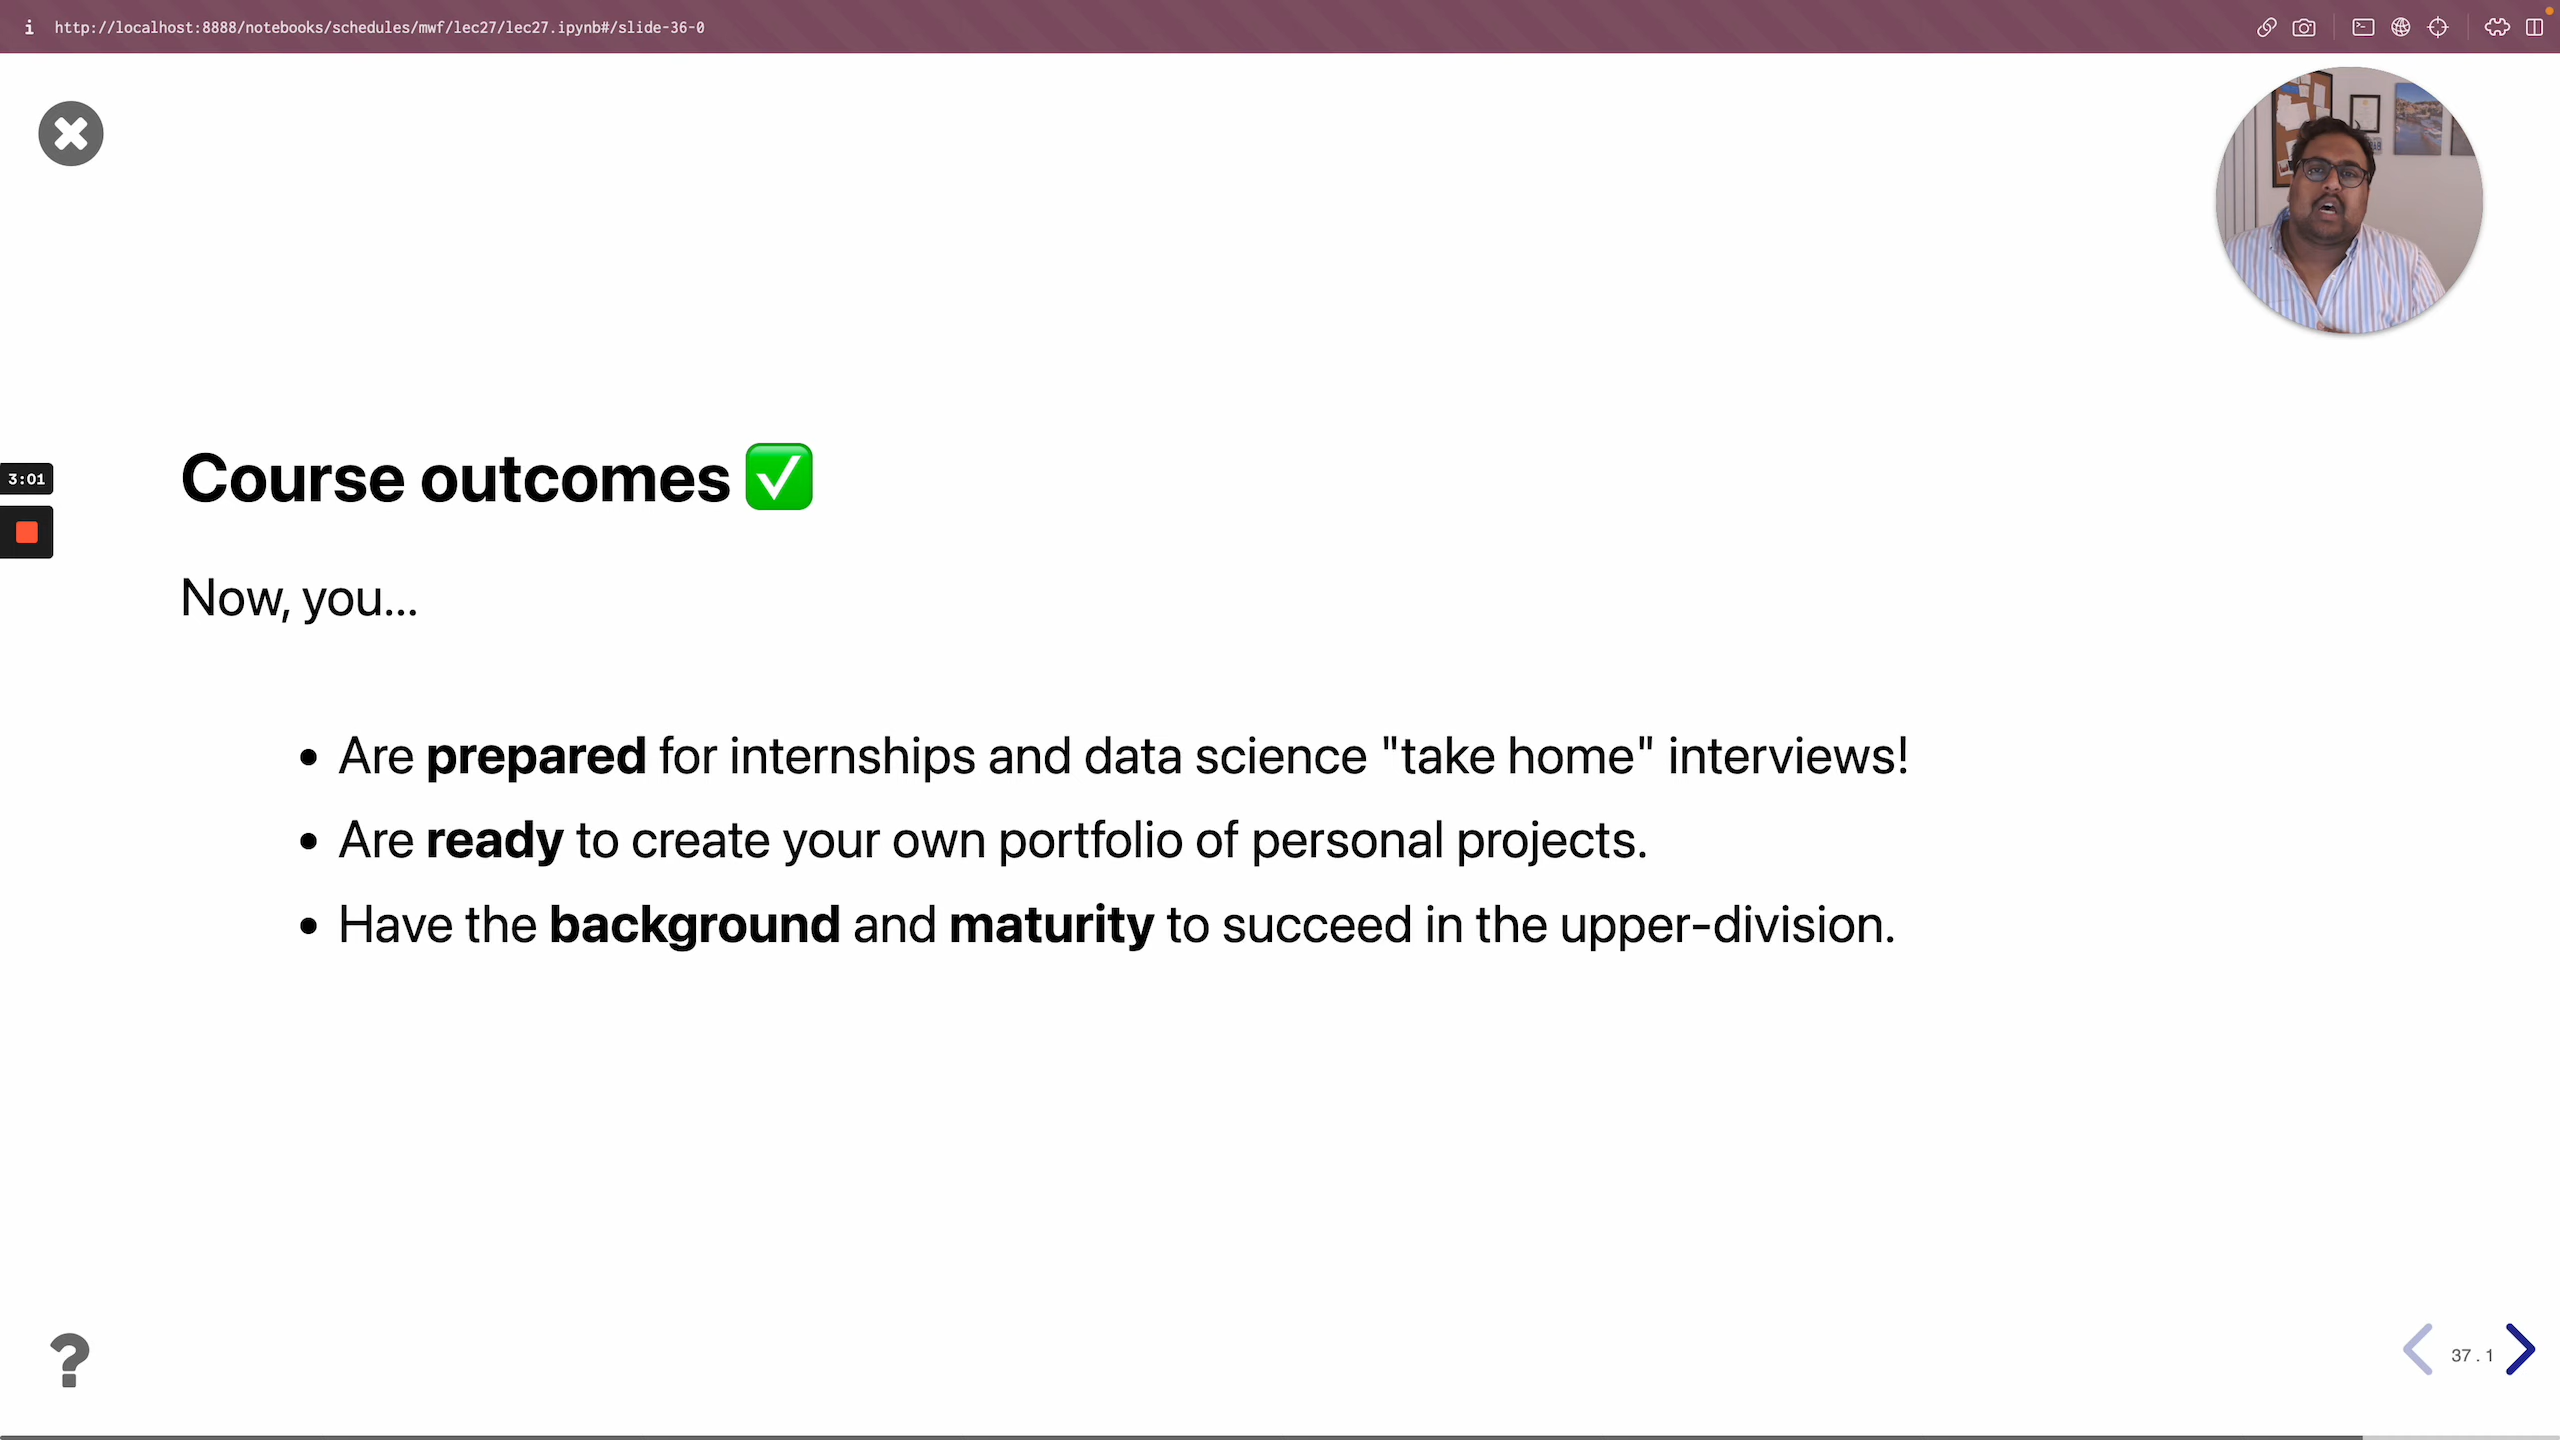 i http://localhost:8888/notebooks/schedules/mwf/lec27/lec27.ipynb#/slide-36-0
Course outcomes ✅
3:01
Now, you...
• Are prepared for internships and data science "take home" interviews!
• Are ready to create your own portfolio of personal projects.
• Have the background and maturity to succeed in the upper-division.
?
37 . 1